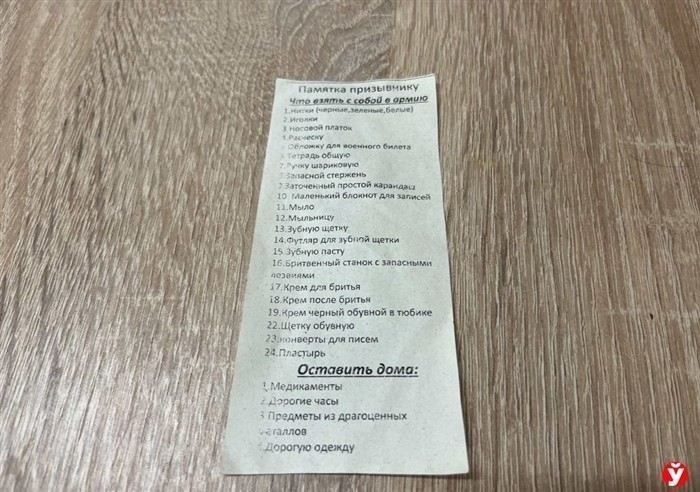 Памятка призывчику
Что взять с собой в армию
1.Нитки (черные,зеленые,белые)
2.Иголки
3.Носовой платок
4.Расческу
5.Обложку для военного билета
6.Тетрадь общую
7.Ручку шариковую
8.Запасной стержень
9.Заточенный простой карандаш
10. Маленький блокнот для записей
11.Мыло
12.Мыльницу
13.Зубную щетку
14.Футляр для зубной щетки
15.Зубную пасту
16.Бритвенный станок с запасными
лезвиями
17.Крем для бритья
18.Крем после бритья
19.Крем черный обувной в тюбике
22.Щетку обувную
23.конверты для писем
24.Пластырь
Оставить дома:
1.Медикаменты
2.Дорогие часы
3 Предметы из драгоценных
металлов
4.Дорогую одежду
Ў